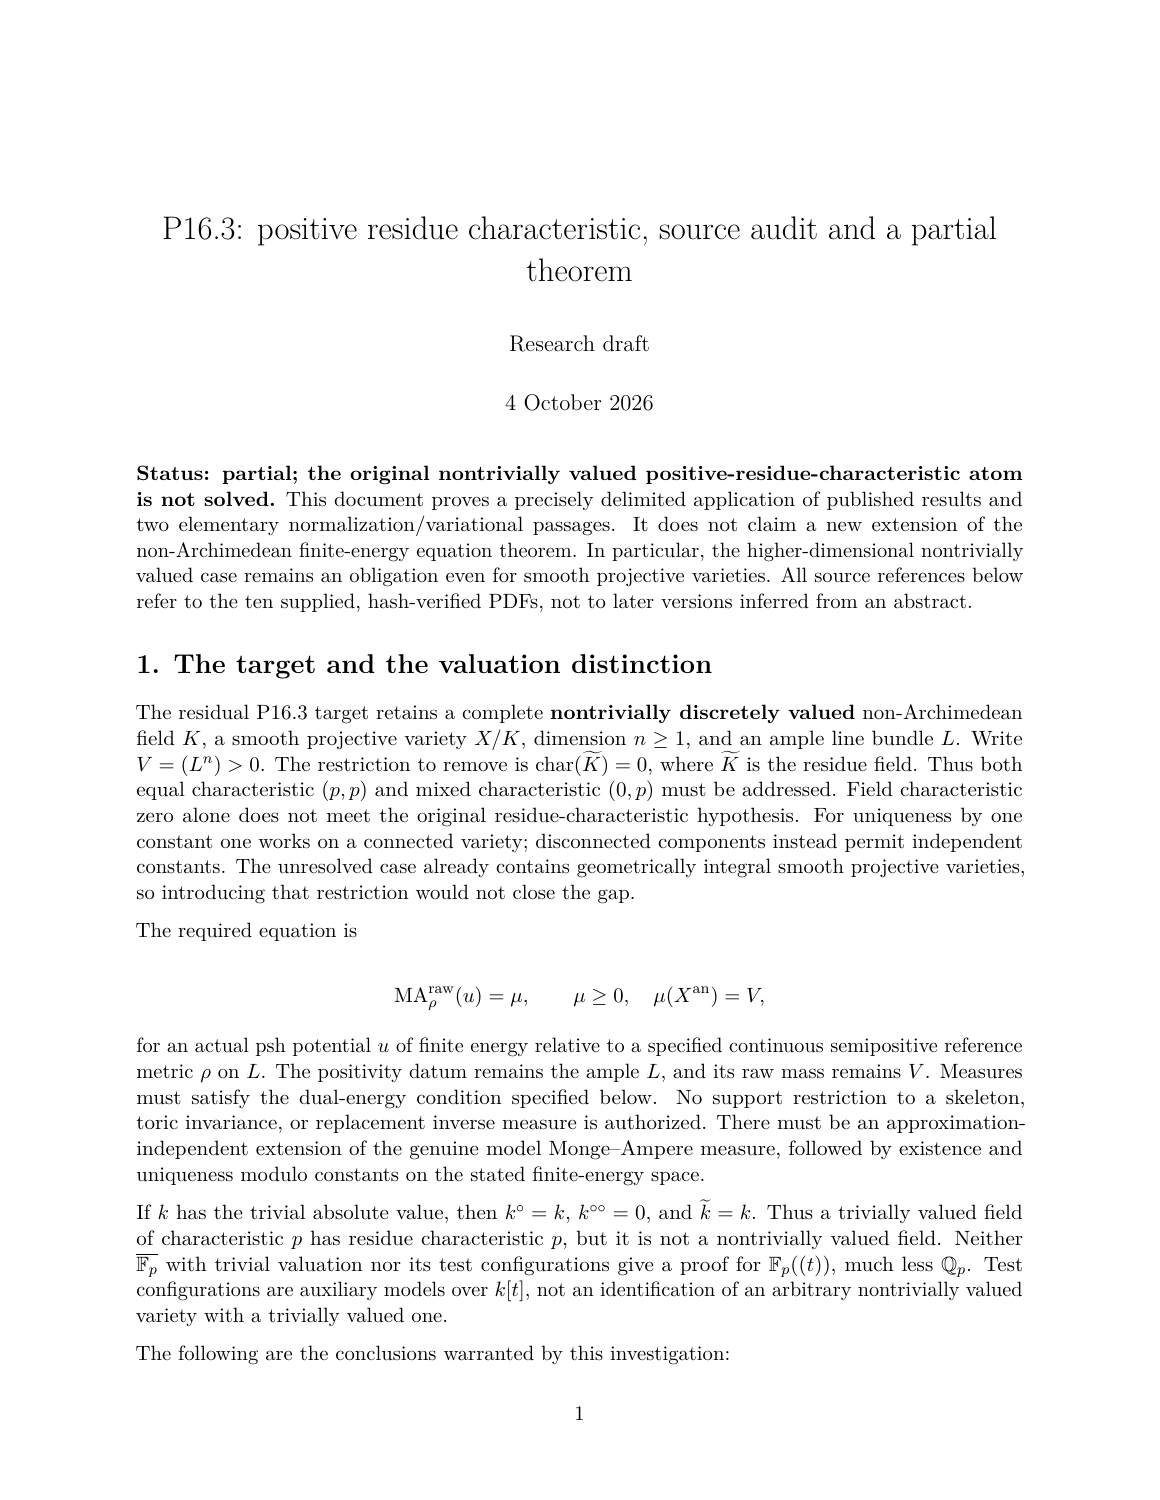 P16.3: positive residue characteristic, source audit and a partial
theorem
Research draft
4 October 2026
Status: partial; the original nontrivially valued positive-residue-characteristic atom
is not solved. This document proves a precisely delimited application of published results and
two elementary normalization/variational passages. It does not claim a new extension of the
non-Archimedean finite-energy equation theorem. In particular, the higher-dimensional nontrivially
valued case remains an obligation even for smooth projective varieties. All source references below
refer to the ten supplied, hash-verified PDFs, not to later versions inferred from an abstract.
1. The target and the valuation distinction
The residual P16.3 target retains a complete nontrivially discretely valued non-Archimedean
field K, a smooth projective variety X/K, dimension n ≥ 1, and an ample line bundle L. Write
V = (Lⁿ) > 0. The restriction to remove is char(K̃) = 0, where K̃ is the residue field. Thus both
equal characteristic (p, p) and mixed characteristic (0, p) must be addressed. Field characteristic
zero alone does not meet the original residue-characteristic hypothesis. For uniqueness by one
constant one works on a connected variety; disconnected components instead permit independent
constants. The unresolved case already contains geometrically integral smooth projective varieties,
so introducing that restriction would not close the gap.
The required equation is
MA^raw_ρ(u) = μ, μ ≥ 0, μ(X^an) = V,
for an actual psh potential u of finite energy relative to a specified continuous semipositive reference
metric ρ on L. The positivity datum remains the ample L, and its raw mass remains V. Measures
must satisfy the dual-energy condition specified below. No support restriction to a skeleton,
toric invariance, or replacement inverse measure is authorized. There must be an approximation-
independent extension of the genuine model Monge–Ampere measure, followed by existence and
uniqueness modulo constants on the stated finite-energy space.
If k has the trivial absolute value, then k° = k, k°° = 0, and k̃ = k. Thus a trivially valued field
of characteristic p has residue characteristic p, but it is not a nontrivially valued field. Neither
F̅_p with trivial valuation nor its test configurations give a proof for 𝔽_p((t)), much less ℚ_p. Test
configurations are auxiliary models over k[t], not an identification of an arbitrary nontrivially valued
variety with a trivially valued one.
The following are the conclusions warranted by this investigation:
1